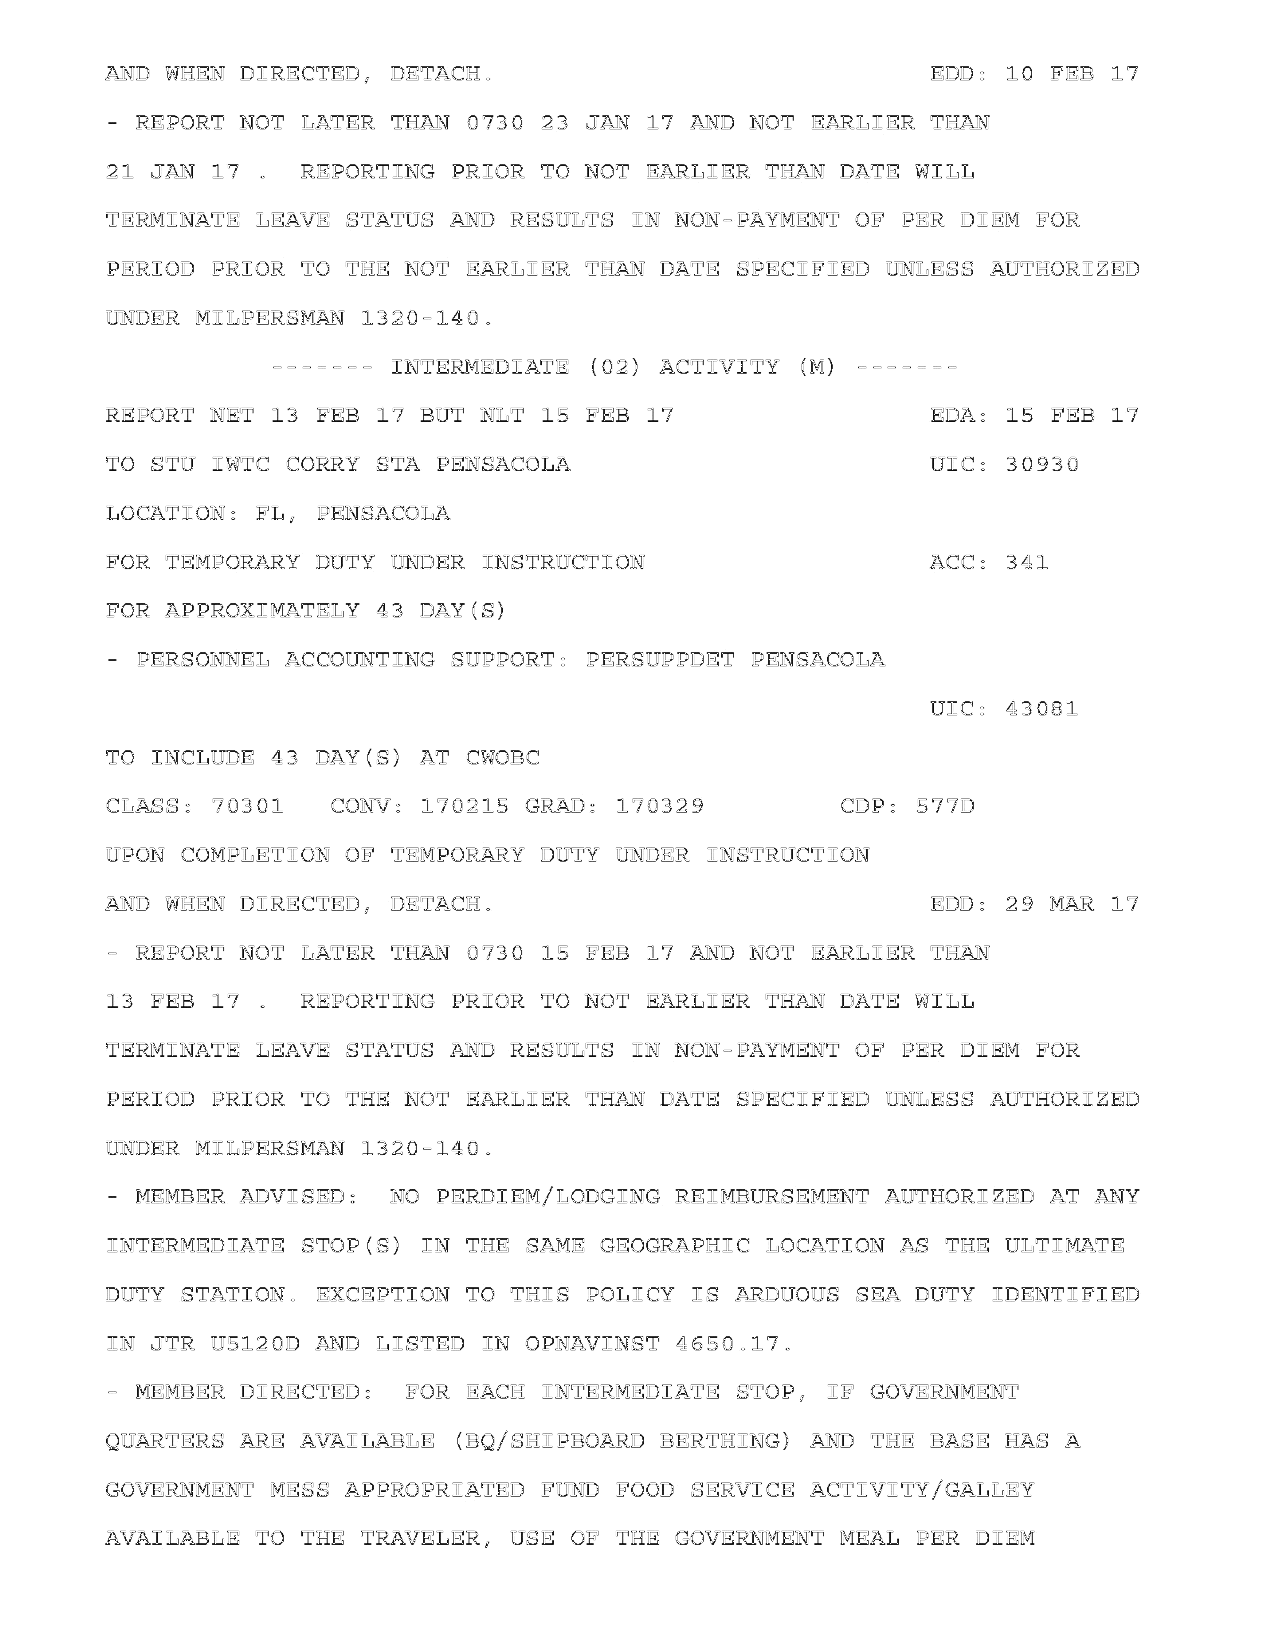 AND WHEN DIRECTED, DETACH. EDD: 10 FEB 17
- REPORT NOT LATER THAN 0730 23 JAN 17 AND NOT EARLIER THAN
21 JAN 17 . REPORTING PRIOR TO NOT EARLIER THAN DATE WILL
TERMINATE LEAVE STATUS AND RESULTS IN NON-PAYMENT OF PER DIEM FOR
PERIOD PRIOR TO THE NOT EARLIER THAN DATE SPECIFIED UNLESS AUTHORIZED
UNDER MILPERSMAN 1320-140.
------- INTERMEDIATE (02) ACTIVITY (M) -------
REPORT NET 13 FEB 17 BUT NLT 15 FEB 17 EDA: 15 FEB 17
TO STU IWTC CORRY STA PENSACOLA UIC: 30930
LOCATION: FL, PENSACOLA
FOR TEMPORARY DUTY UNDER INSTRUCTION ACC: 341
FOR APPROXIMATELY 43 DAY(S)
- PERSONNEL ACCOUNTING SUPPORT: PERSUPPDET PENSACOLA
UIC: 43081
TO INCLUDE 43 DAY(S) AT CWOBC
CLASS: 70301 CONV: 170215 GRAD: 170329 CDP: 577D
UPON COMPLETION OF TEMPORARY DUTY UNDER INSTRUCTION
AND WHEN DIRECTED, DETACH. EDD: 29 MAR 17
- REPORT NOT LATER THAN 0730 15 FEB 17 AND NOT EARLIER THAN
13 FEB 17 . REPORTING PRIOR TO NOT EARLIER THAN DATE WILL
TERMINATE LEAVE STATUS AND RESULTS IN NON-PAYMENT OF PER DIEM FOR
PERIOD PRIOR TO THE NOT EARLIER THAN DATE SPECIFIED UNLESS AUTHORIZED
UNDER MILPERSMAN 1320-140.
- MEMBER ADVISED: NO PERDIEM/LODGING REIMBURSEMENT AUTHORIZED AT ANY
INTERMEDIATE STOP(S) IN THE SAME GEOGRAPHIC LOCATION AS THE ULTIMATE
DUTY STATION. EXCEPTION TO THIS POLICY IS ARDUOUS SEA DUTY IDENTIFIED
IN JTR U5120D AND LISTED IN OPNAVINST 4650.17.
- MEMBER DIRECTED: FOR EACH INTERMEDIATE STOP, IF GOVERNMENT
QUARTERS ARE AVAILABLE (BQ/SHIPBOARD BERTHING) AND THE BASE HAS A
GOVERNMENT MESS APPROPRIATED FUND FOOD SERVICE ACTIVITY/GALLEY
AVAILABLE TO THE TRAVELER, USE OF THE GOVERNMENT MEAL PER DIEM